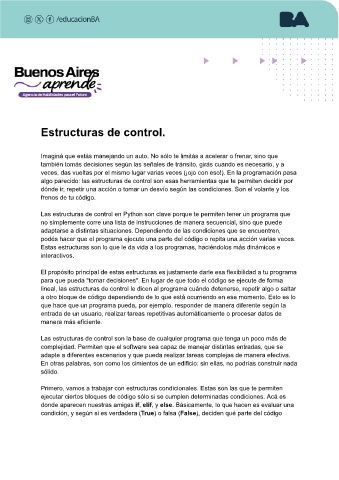 /educacionBA
BA
Buenos Aires
aprende
Agencia de Habilidades para el Futuro
Estructuras de control.
Imaginá que estás manejando un auto. No sólo te limitás a acelerar o frenar, sino que
también tomás decisiones según las señales de tránsito, girás cuando es necesario, y a
veces, das vueltas por el mismo lugar varias veces (¡ojo con eso!). En la programación pasa
algo parecido: las estructuras de control son esas herramientas que te permiten decidir por
dónde ir, repetir una acción o tomar un desvío según las condiciones. Son el volante y los
frenos de tu código.
Las estructuras de control en Python son clave porque te permiten tener un programa que
no simplemente corre una lista de instrucciones de manera secuencial, sino que puede
adaptarse a distintas situaciones. Dependiendo de las condiciones que se encuentren,
podés hacer que el programa ejecute una parte del código o repita una acción varias veces.
Estas estructuras son lo que le da vida a los programas, haciéndolos más dinámicos e
interactivos.
El propósito principal de estas estructuras es justamente darle esa flexibilidad a tu programa
para que pueda "tomar decisiones". En lugar de que todo el código se ejecute de forma
lineal, las estructuras de control le dicen al programa cuándo detenerse, repetir algo o saltar
a otro bloque de código dependiendo de lo que está ocurriendo en ese momento. Esto es lo
que hace que un programa pueda, por ejemplo, responder de manera diferente según la
entrada de un usuario, realizar tareas repetitivas automáticamente o procesar datos de
manera más eficiente.
Las estructuras de control son la base de cualquier programa que tenga un poco más de
complejidad. Permiten que el software sea capaz de manejar distintas entradas, que se
adapte a diferentes escenarios y que pueda realizar tareas complejas de manera efectiva.
En otras palabras, son como los cimientos de un edificio: sin ellas, no podrías construir nada
sólido.
Primero, vamos a trabajar con estructuras condicionales. Estas son las que te permiten
ejecutar ciertos bloques de código sólo si se cumplen determinadas condiciones. Acá es
donde aparecen nuestras amigas if, elif, y else. Básicamente, lo que hacen es evaluar una
condición, y según si es verdadera (True) o falsa (False), deciden qué parte del código